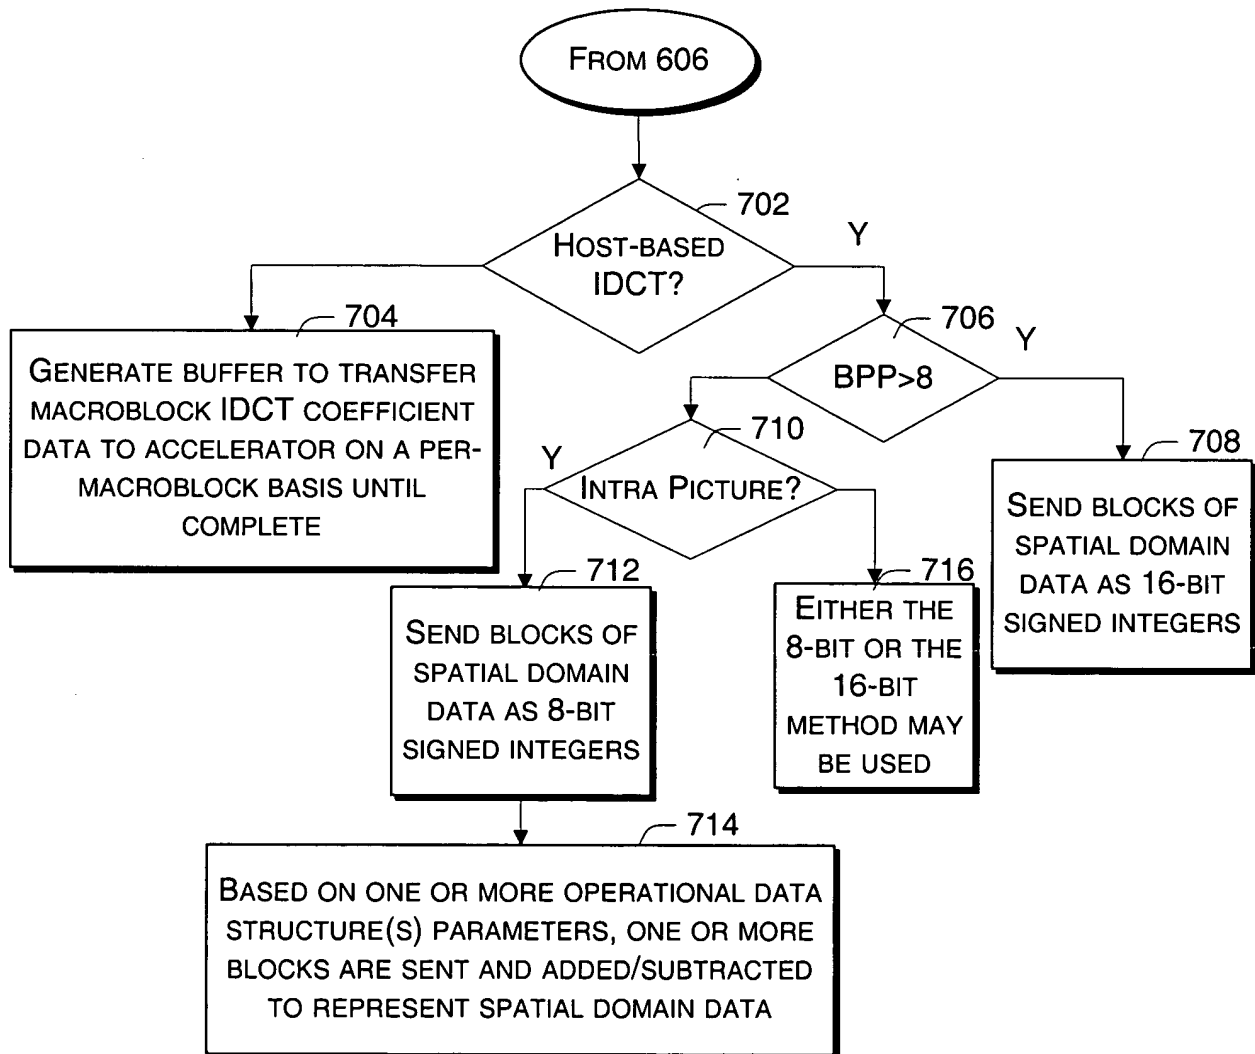 FROM 606
702
HOST-BASED
IDCT?
Y
704
GENERATE BUFFER TO TRANSFER
MACROBLOCK IDCT COEFFICIENT
DATA TO ACCELERATOR ON A PER-
MACROBLOCK BASIS UNTIL
COMPLETE
706
BPP>8
Y
708
SEND BLOCKS OF
SPATIAL DOMAIN
DATA AS 16-BIT
SIGNED INTEGERS
710
INTRA PICTURE?
Y
712
SEND BLOCKS OF
SPATIAL DOMAIN
DATA AS 8-BIT
SIGNED INTEGERS
716
EITHER THE
8-BIT OR THE
16-BIT
METHOD MAY
BE USED
714
BASED ON ONE OR MORE OPERATIONAL DATA
STRUCTURE(S) PARAMETERS, ONE OR MORE
BLOCKS ARE SENT AND ADDED/SUBTRACTED
TO REPRESENT SPATIAL DOMAIN DATA